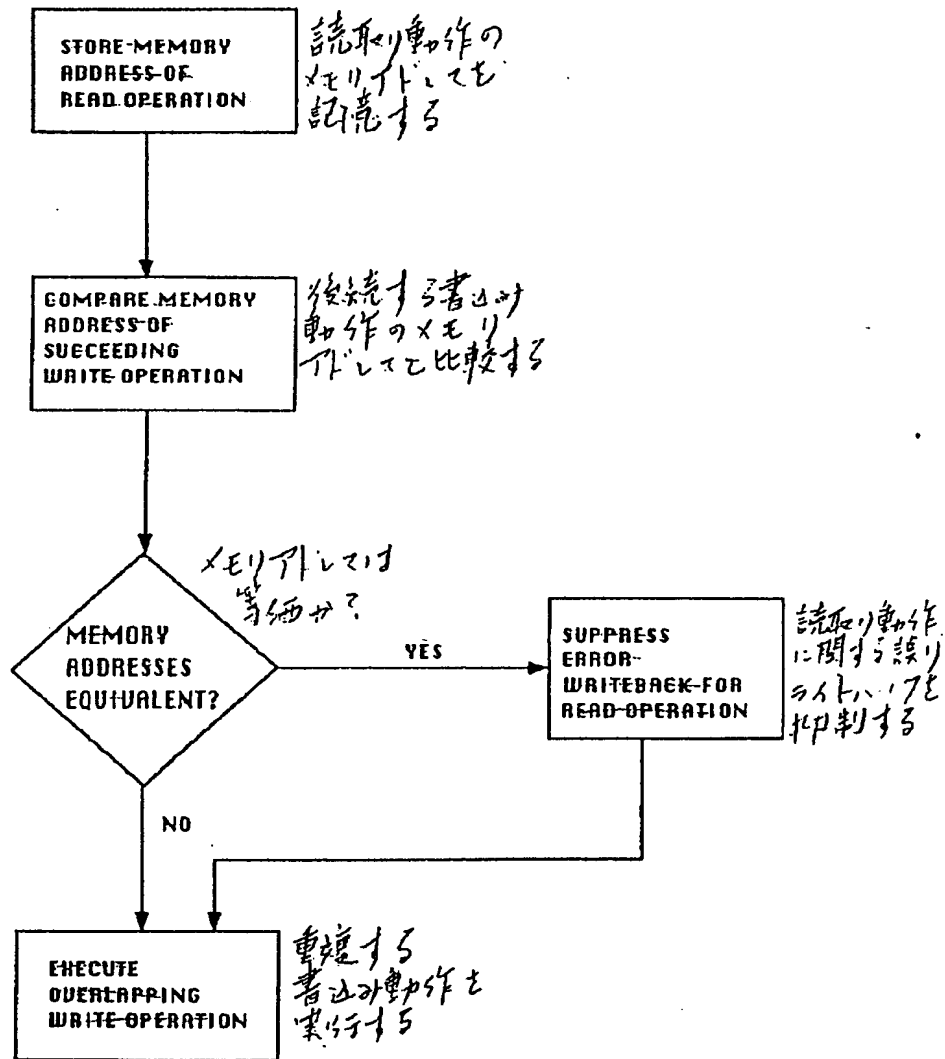 STORE MEMORY
ADDRESS OF
READ OPERATION
読取り動作の
メモリアドレスを
記憶する
COMPARE MEMORY
ADDRESS OF
SUCCEEDING
WRITE OPERATION
後続する書込み
動作のメモリ
アドレスと比較する
MEMORY
ADDRESSES
EQUIVALENT?
メモリアドレスは
等価か?
YES
SUPPRESS
ERROR-
WRITEBACK FOR
READ OPERATION
読取り動作
に関する誤り
ライトバックを
抑制する
NO
EXECUTE
OVERLAPPING
WRITE OPERATION
重複する
書込み動作を
実行する